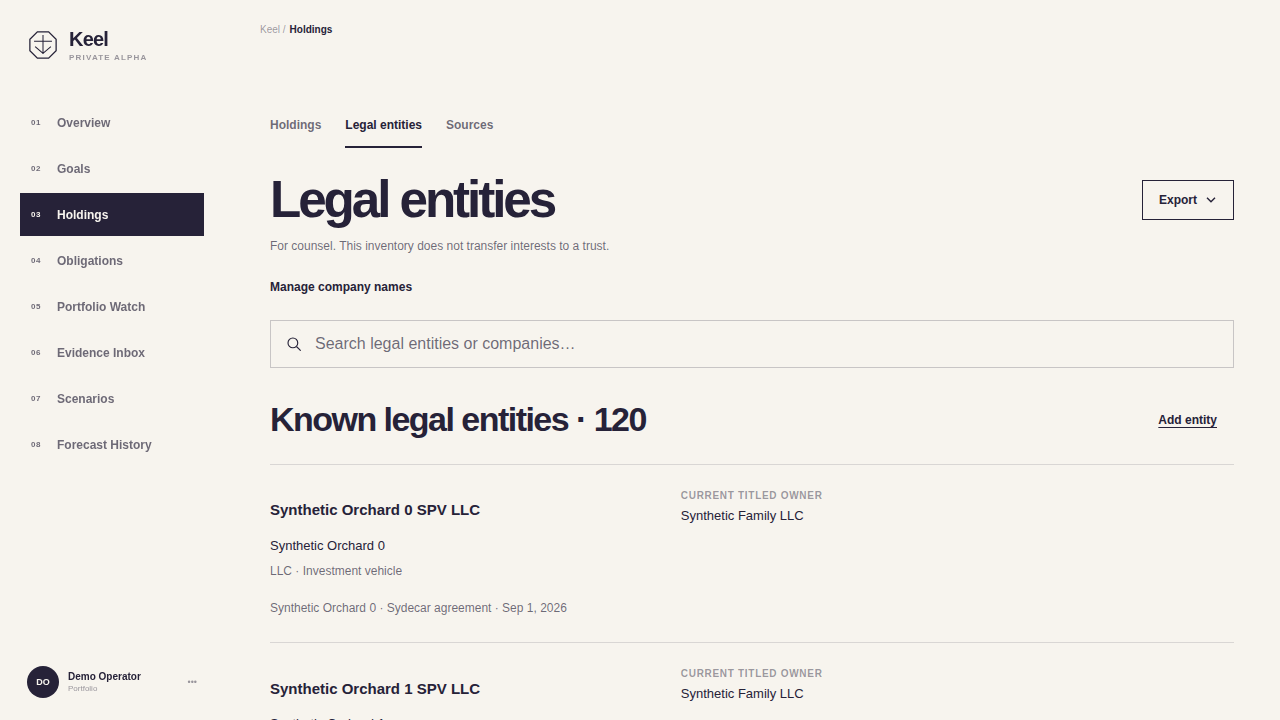 Keel
PRIVATE ALPHA
01 Overview
02 Goals
03 Holdings
04 Obligations
05 Portfolio Watch
06 Evidence Inbox
07 Scenarios
08 Forecast History
DO
Demo Operator
Portfolio
Keel / Holdings
Holdings Legal entities Sources
Legal entities
Export
For counsel. This inventory does not transfer interests to a trust.
Manage company names
Search legal entities or companies…
Known legal entities · 120
Add entity
Synthetic Orchard 0 SPV LLC
CURRENT TITLED OWNER
Synthetic Family LLC
Synthetic Orchard 0
LLC · Investment vehicle
Synthetic Orchard 0 · Sydecar agreement · Sep 1, 2026
Synthetic Orchard 1 SPV LLC
CURRENT TITLED OWNER
Synthetic Family LLC